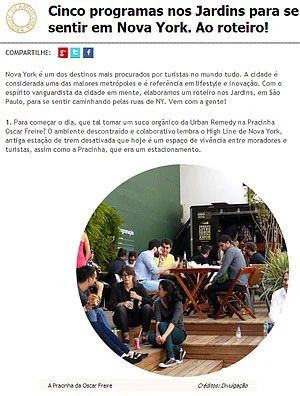 Cinco programas nos Jardins para se
sentir em Nova York. Ao roteiro!
COMPARTILHE:
Nova York é um dos destinos mais procurados por turistas no mundo tudo. A cidade é
considerada uma das maiores metrópoles e é referência em lifestyle e inovação. Com o
espírito vanguardista da cidade em mente, elaboramos um roteiro nos Jardins, em São
Paulo, para se sentir caminhando pelas ruas de NY. Vem com a gente!
1. Para começar o dia, que tal tomar um suco orgânico da Urban Remedy na Pracinha
Oscar Freire? O ambiente descontraído e colaborativo lembra o High Line de Nova York,
antiga estação de trem desativada que hoje é um espaço de vivência entre moradores e
turistas, assim como a Pracinha, que era um estacionamento.
A Pracinha da Oscar Freire
Créditos: Divulgação